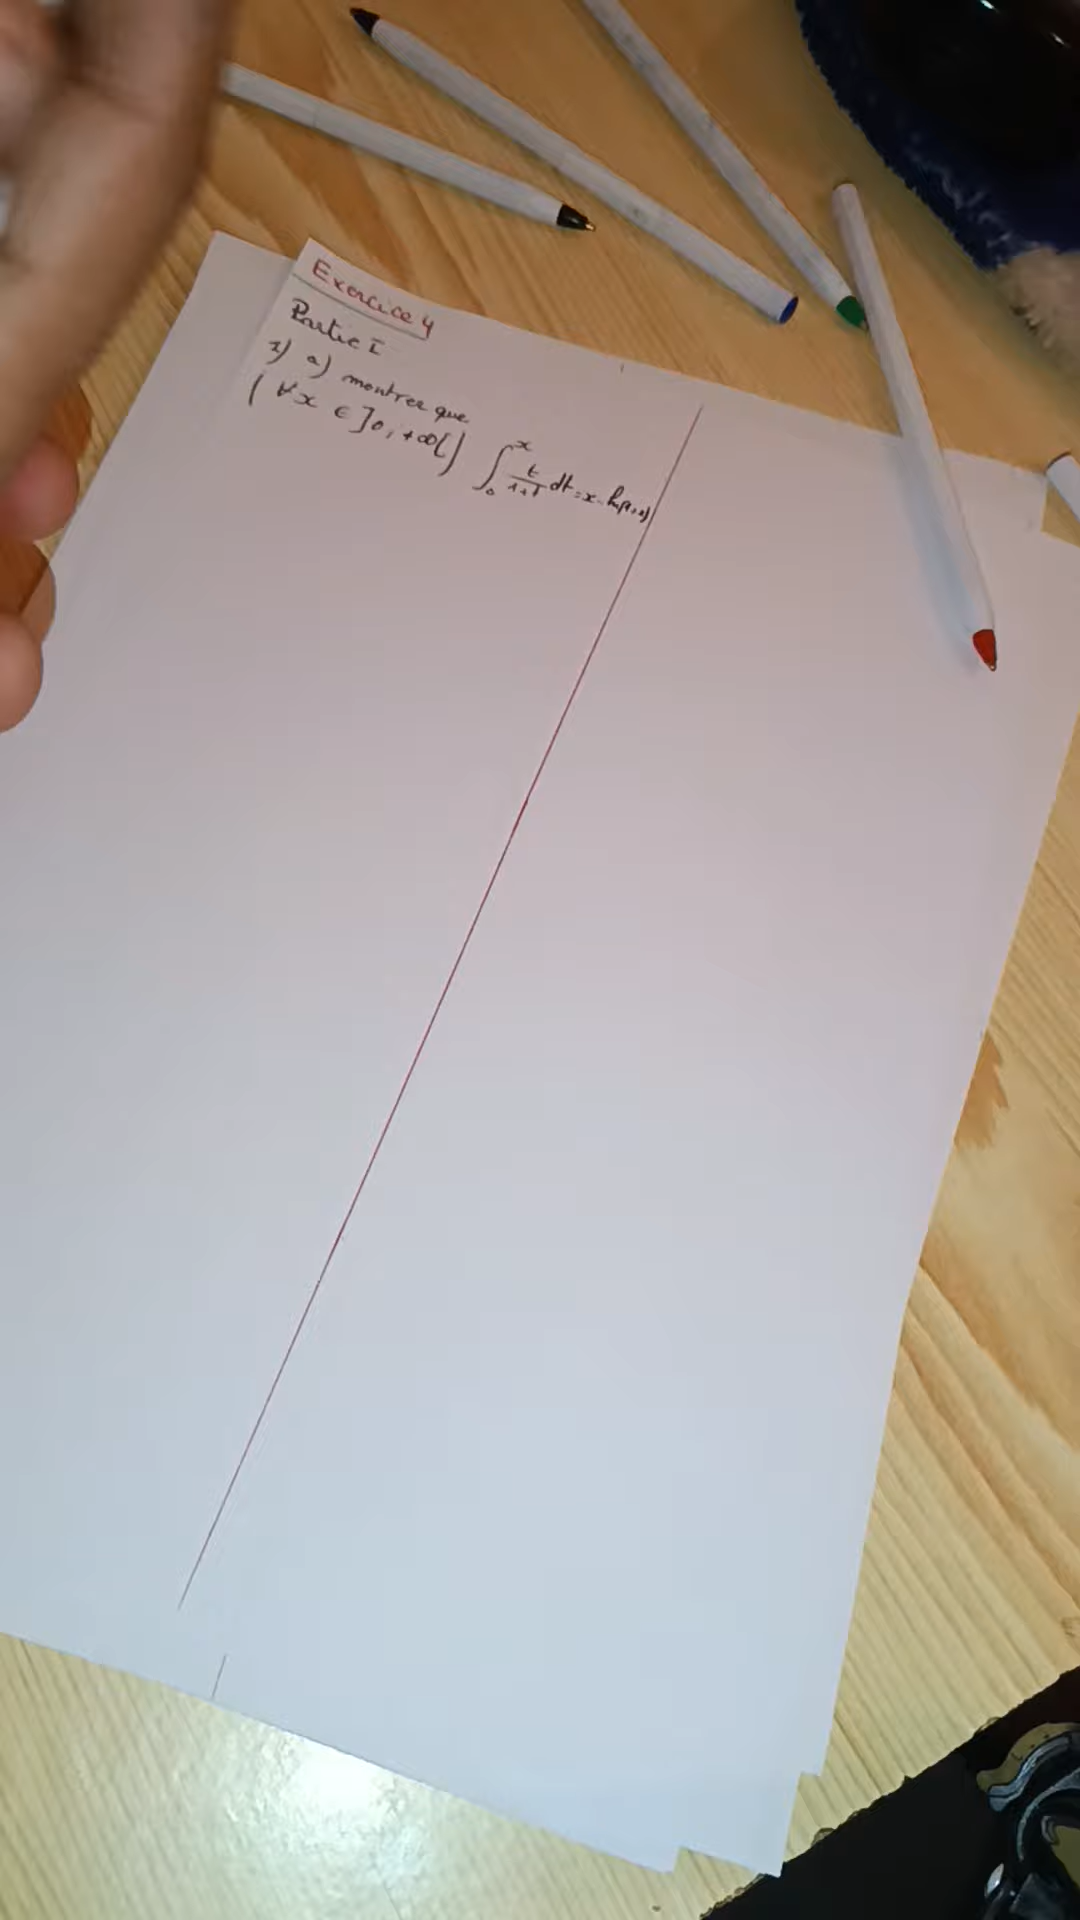 Exercice 4
Partie I
1) a) montrer que
(∀x ∈ ]0, +∞[) ∫₀ˣ t/(1+t) dt = x - ln(1+x)